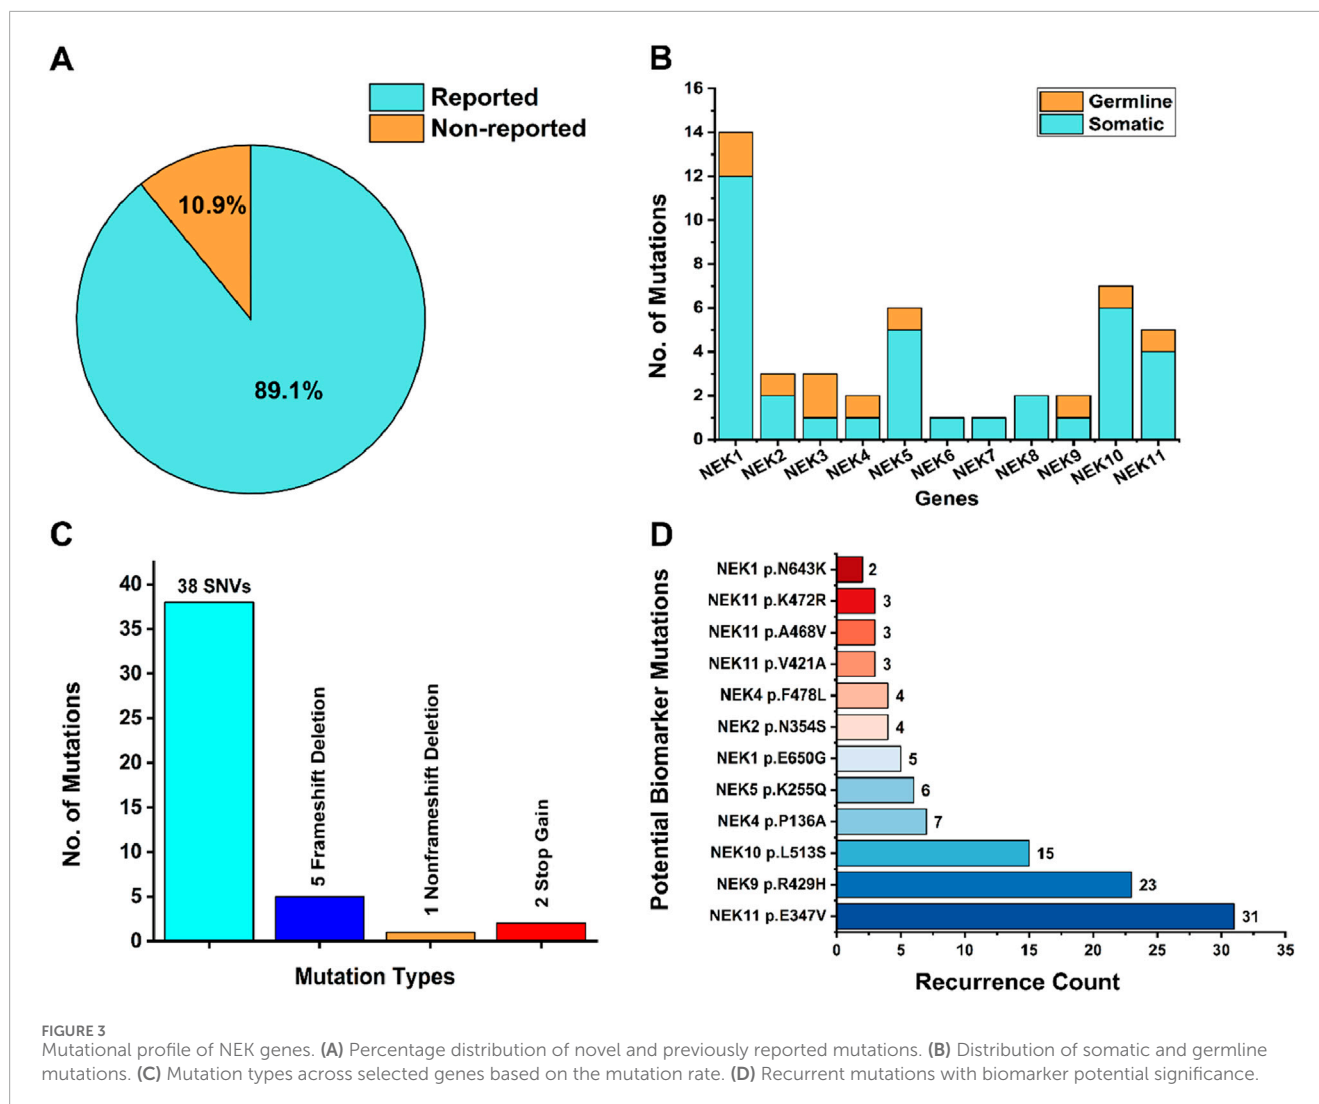 A
Reported
Non-reported
10.9%
89.1%
B
Germline
Somatic
No. of Mutations
16
14
12
10
8
6
4
2
0
NEK1
NEK2
NEK3
NEK4
NEK5
NEK6
NEK7
NEK8
NEK9
NEK10
NEK11
Genes
C
No. of Mutations
40
35
30
25
20
15
10
5
0
38 SNVs
5 Frameshift Deletion
1 Nonframeshift Deletion
2 Stop Gain
Mutation Types
D
Potential Biomarker Mutations
NEK1 p.N643K 2
NEK11 p.K472R 3
NEK11 p.A468V 3
NEK11 p.V421A 3
NEK4 p.F478L 4
NEK2 p.N354S 4
NEK1 p.E650G 5
NEK5 p.K255Q 6
NEK4 p.P136A 7
NEK10 p.L513S 15
NEK9 p.R429H 23
NEK11 p.E347V 31
0 5 10 15 20 25 30 35
Recurrence Count
FIGURE 3
Mutational profile of NEK genes. (A) Percentage distribution of novel and previously reported mutations. (B) Distribution of somatic and germline
mutations. (C) Mutation types across selected genes based on the mutation rate. (D) Recurrent mutations with biomarker potential significance.